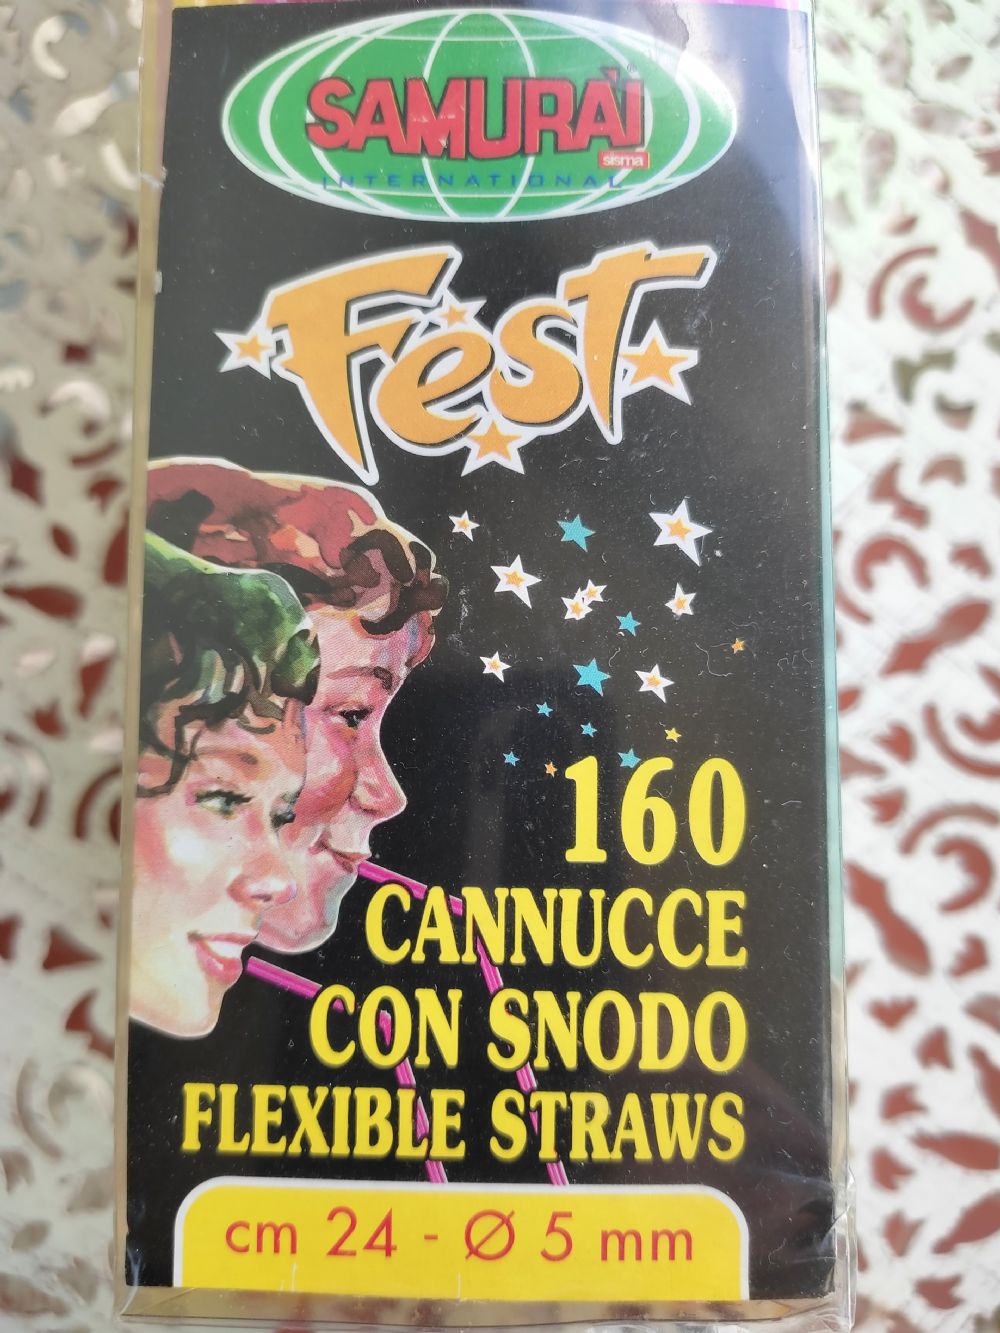 SAMURAI®
sisma
INTERNATIONAL
Fest
160
CANNUCCE
CON SNODO
FLEXIBLE STRAWS
cm 24 - Ø 5 mm